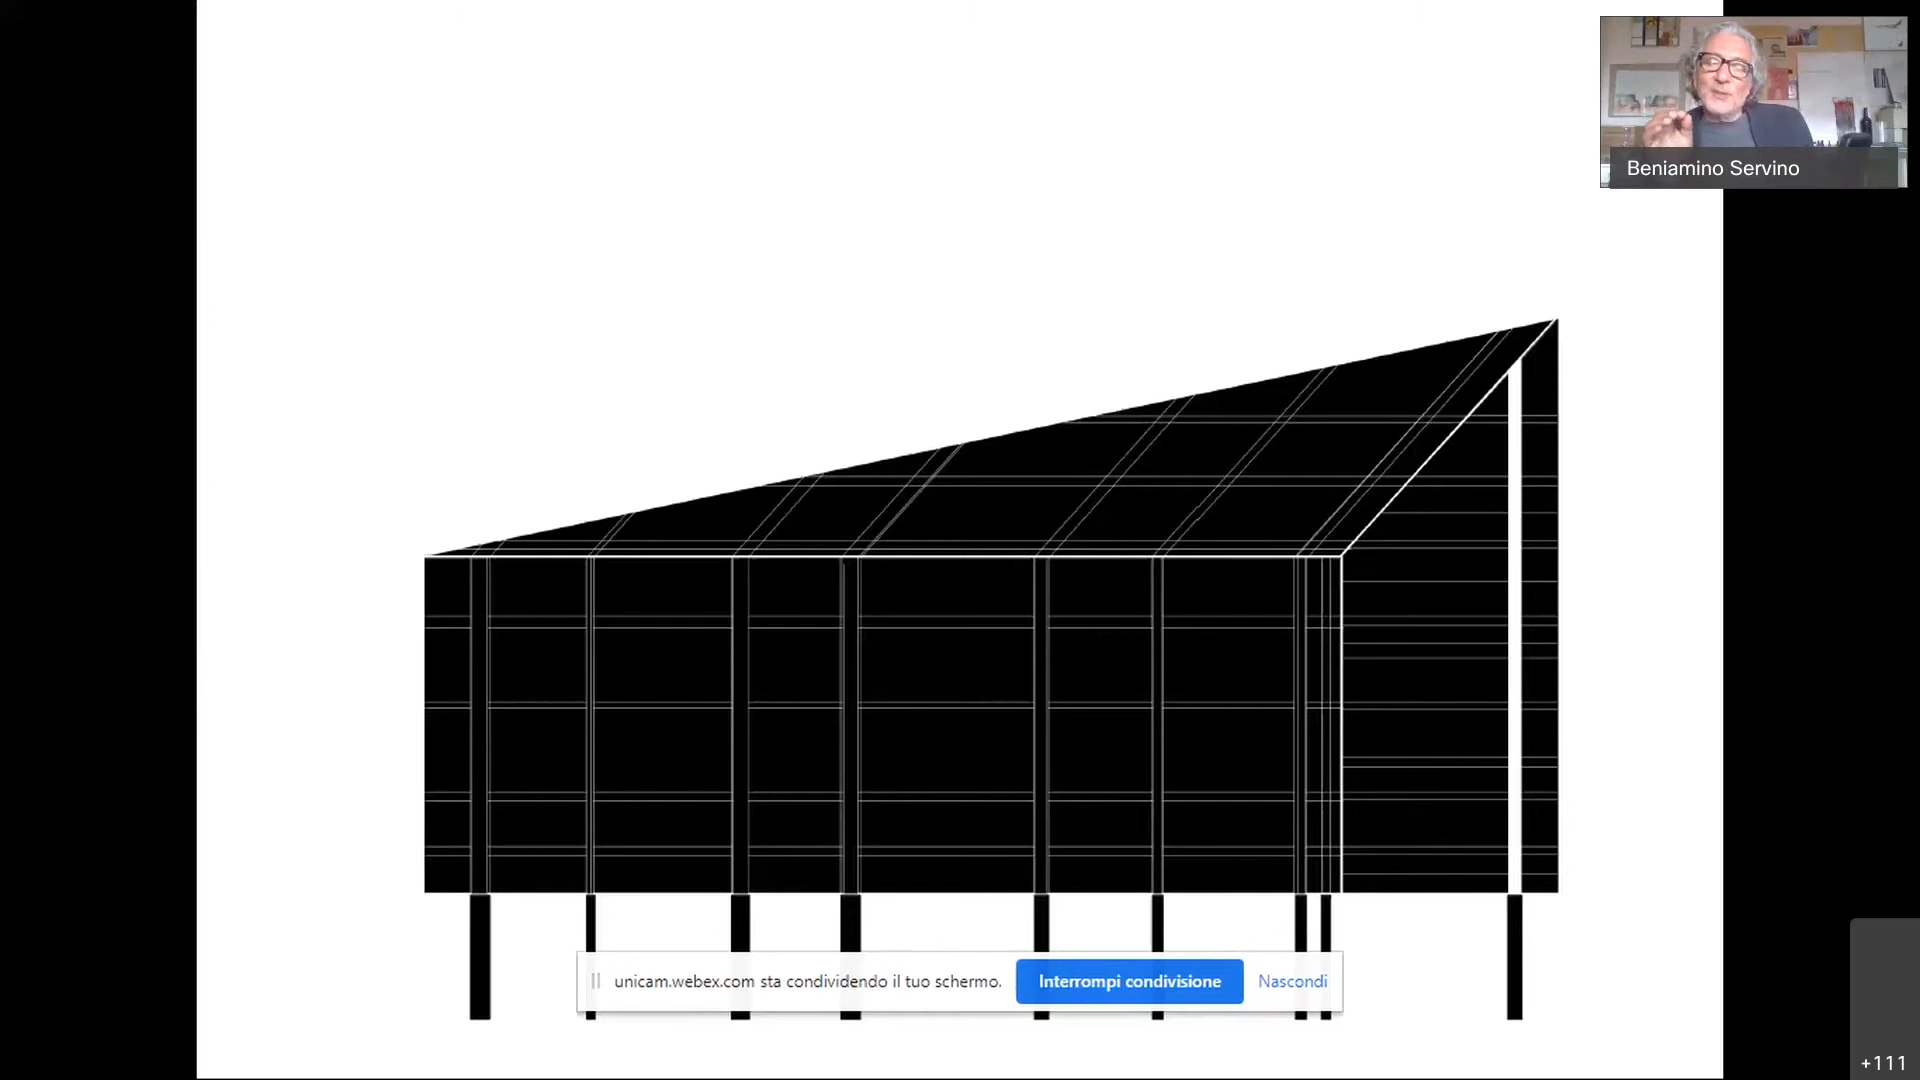 Beniamino Servino
unicam.webex.com sta condividendo il tuo schermo.
Interrompi condivisione
Nascondi
+111